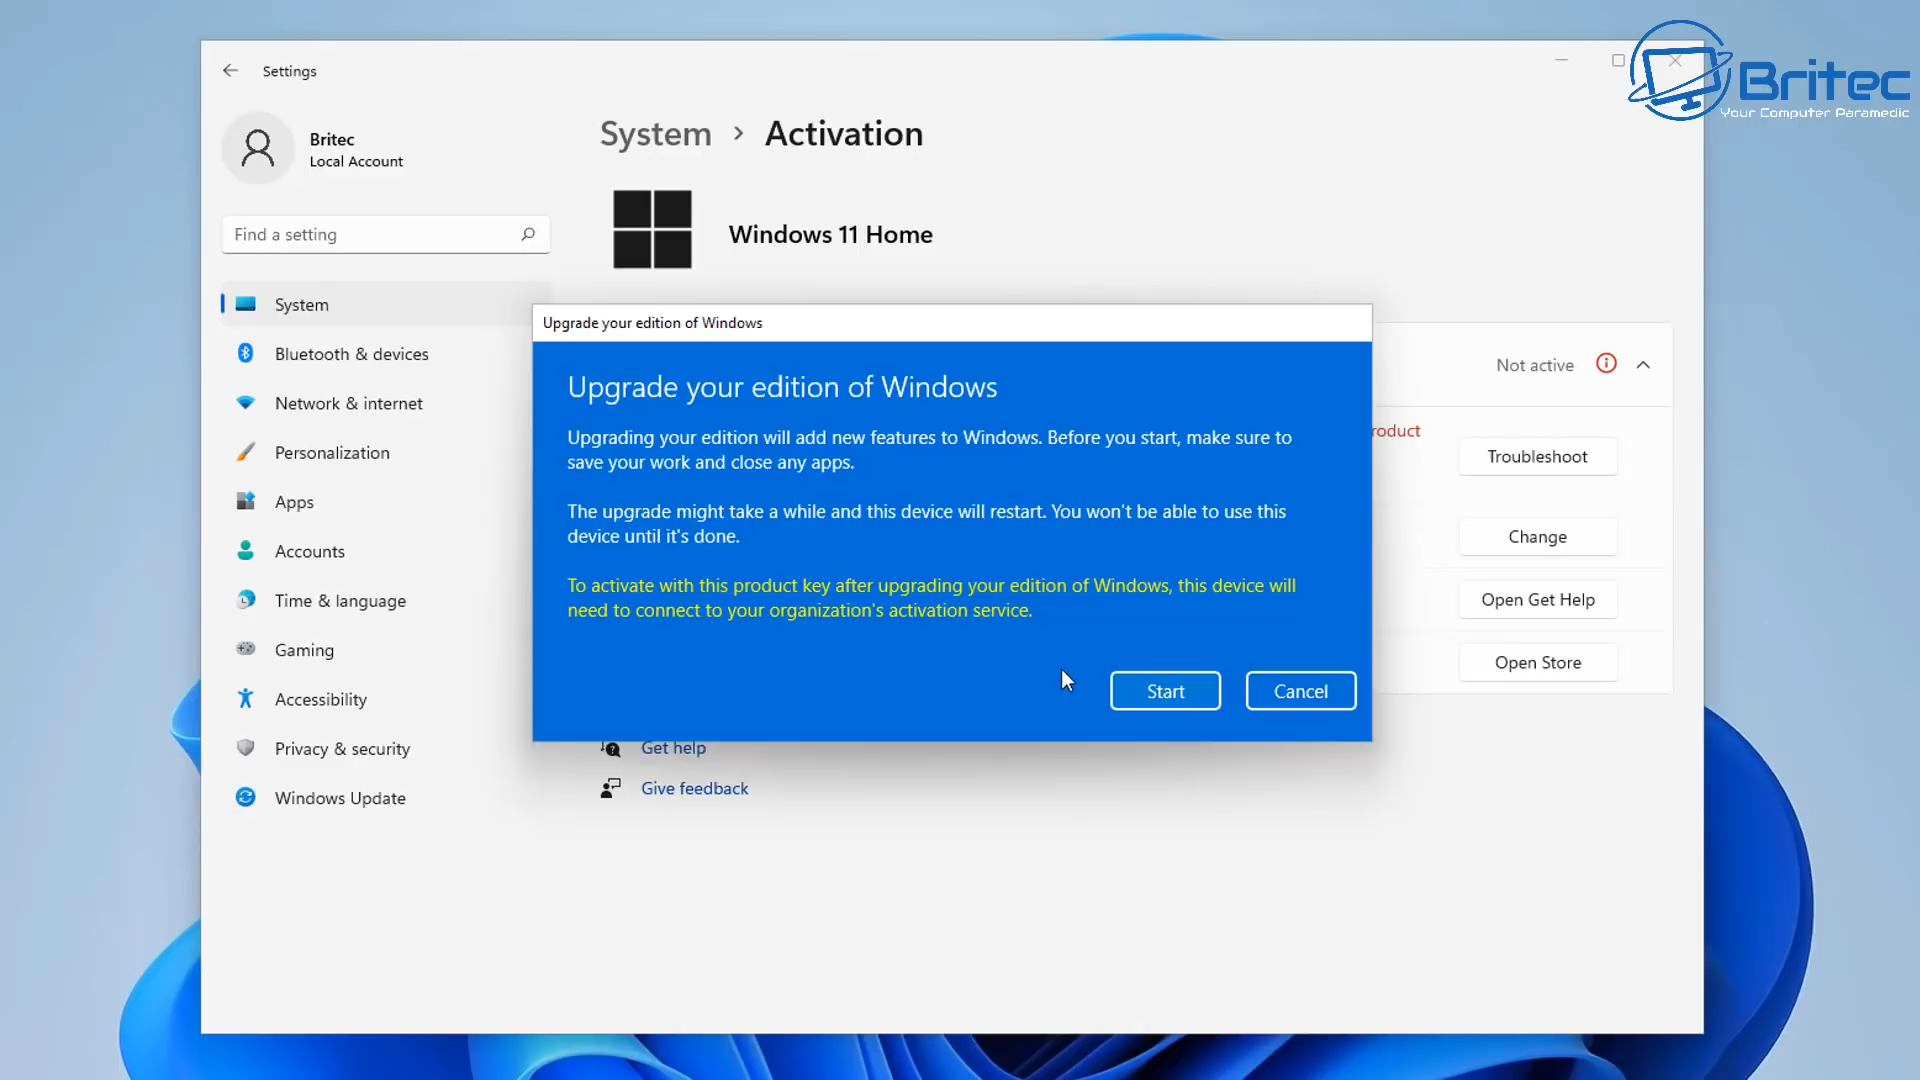 Settings
Britec
Your Computer Paramedic
Britec
Local Account
System > Activation
Find a setting
Windows 11 Home
System
Bluetooth & devices
Network & internet
Personalization
Apps
Accounts
Time & language
Gaming
Accessibility
Privacy & security
Windows Update
Upgrade your edition of Windows
Upgrade your edition of Windows
Upgrading your edition will add new features to Windows. Before you start, make sure to
save your work and close any apps.
The upgrade might take a while and this device will restart. You won't be able to use this
device until it's done.
To activate with this product key after upgrading your edition of Windows, this device will
need to connect to your organization's activation service.
Start
Cancel
Not active
roduct
Troubleshoot
Change
Open Get Help
Open Store
Get help
Give feedback